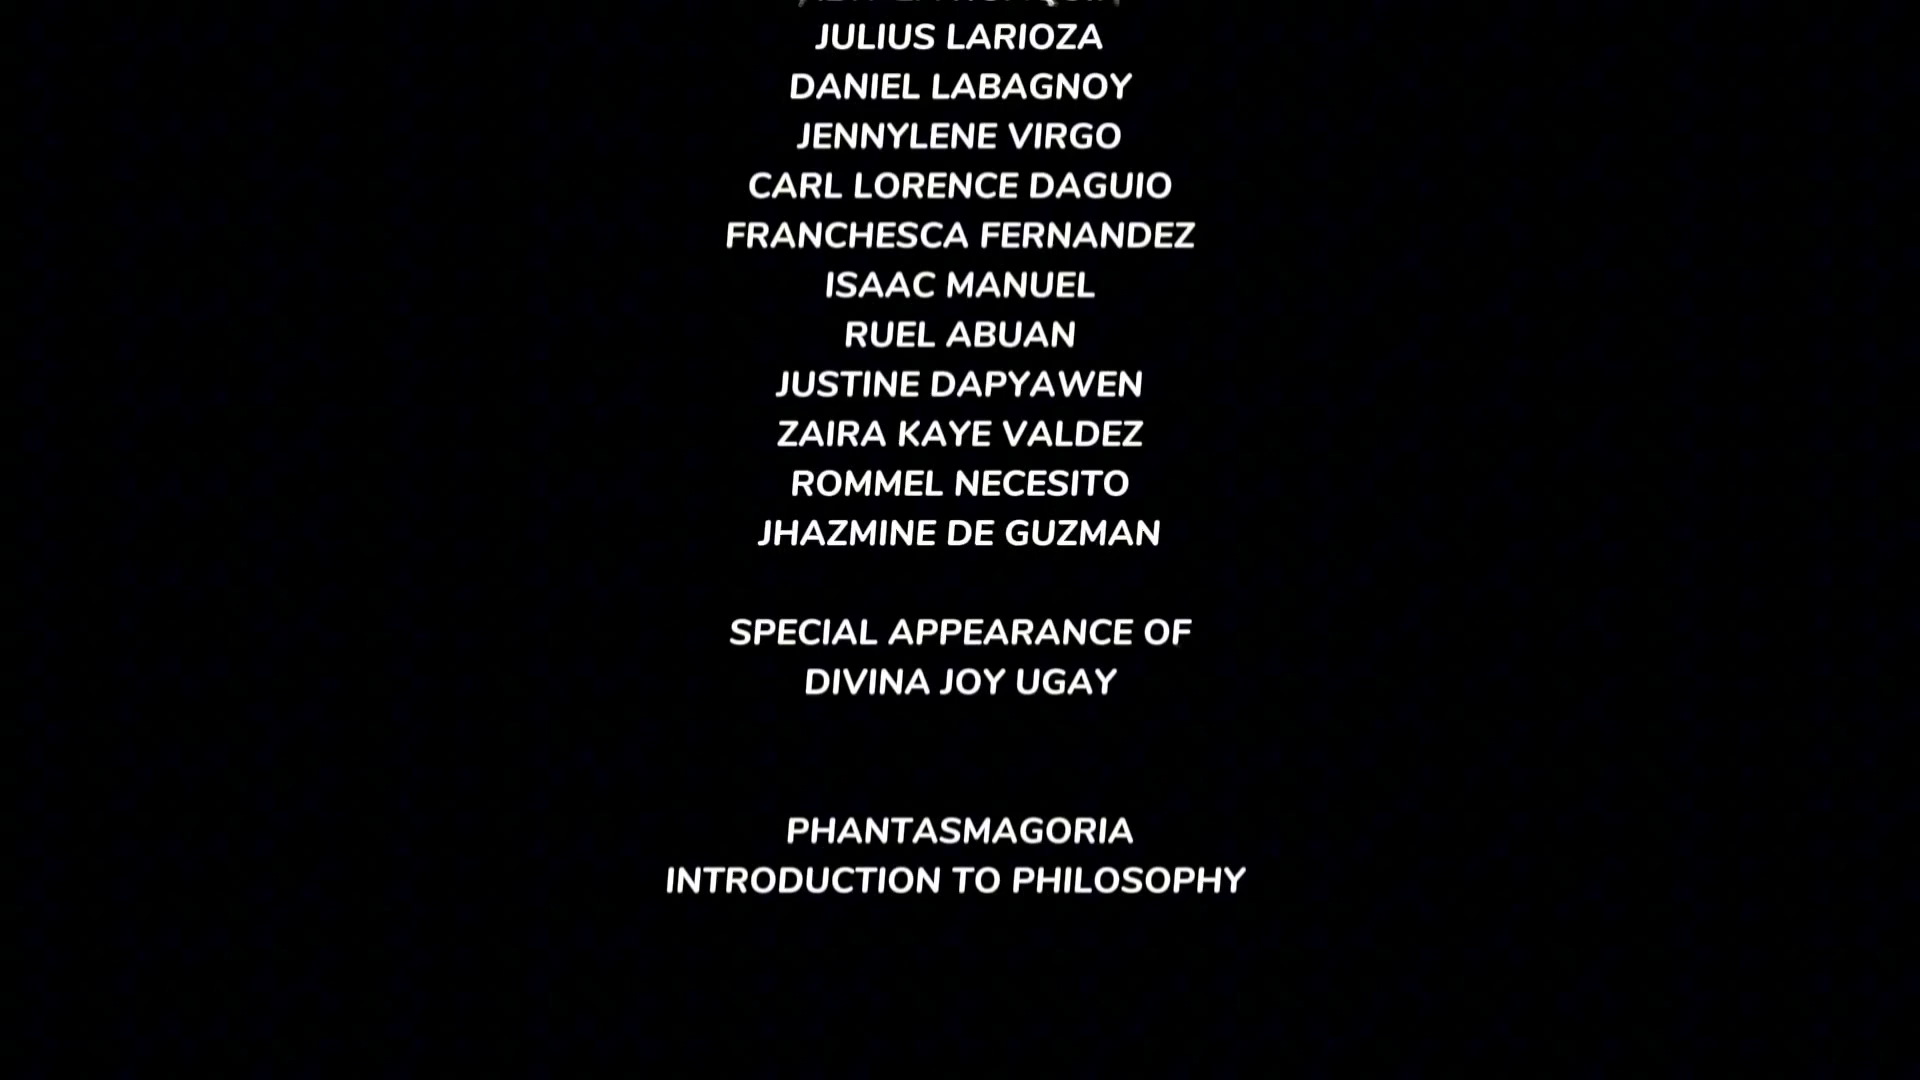 JULIUS LARIOZA
DANIEL LABAGNOY
JENNYLENE VIRGO
CARL LORENCE DAGUIO
FRANCHESCA FERNANDEZ
ISAAC MANUEL
RUEL ABUAN
JUSTINE DAPYAWEN
ZAIRA KAYE VALDEZ
ROMMEL NECESITO
JHAZMINE DE GUZMAN
SPECIAL APPEARANCE OF
DIVINA JOY UGAY
PHANTASMAGORIA
INTRODUCTION TO PHILOSOPHY